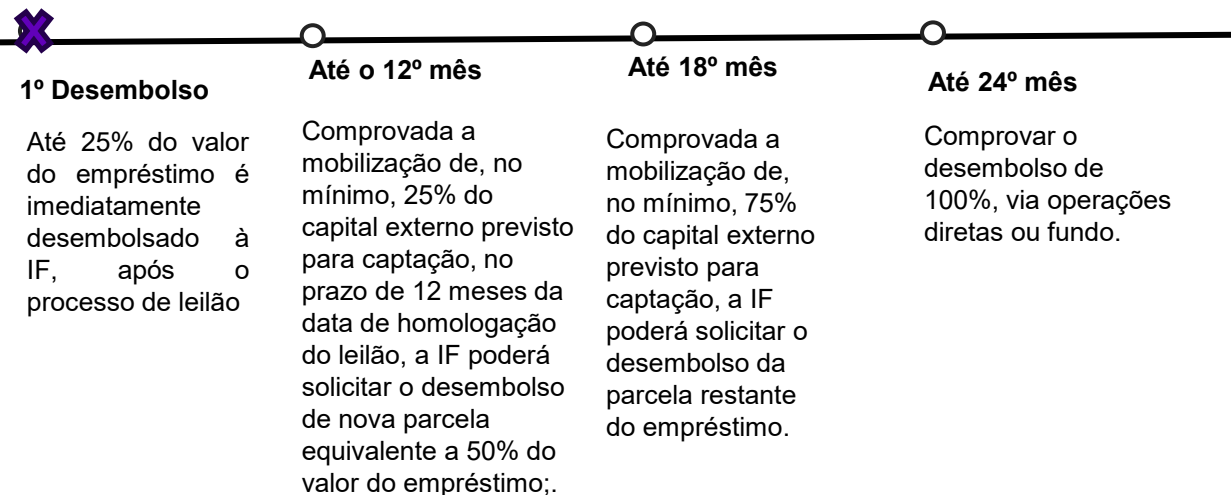 1º Desembolso
Até 25% do valor
do empréstimo é
imediatamente
desembolsado à
IF, após o
processo de leilão
Até o 12º mês
Comprovada a
mobilização de, no
mínimo, 25% do
capital externo previsto
para captação, no
prazo de 12 meses da
data de homologação
do leilão, a IF poderá
solicitar o desembolso
de nova parcela
equivalente a 50% do
valor do empréstimo;.
Até 18º mês
Comprovada a
mobilização de,
no mínimo, 75%
do capital externo
previsto para
captação, a IF
poderá solicitar o
desembolso da
parcela restante
do empréstimo.
Até 24º mês
Comprovar o
desembolso de
100%, via operações
diretas ou fundo.